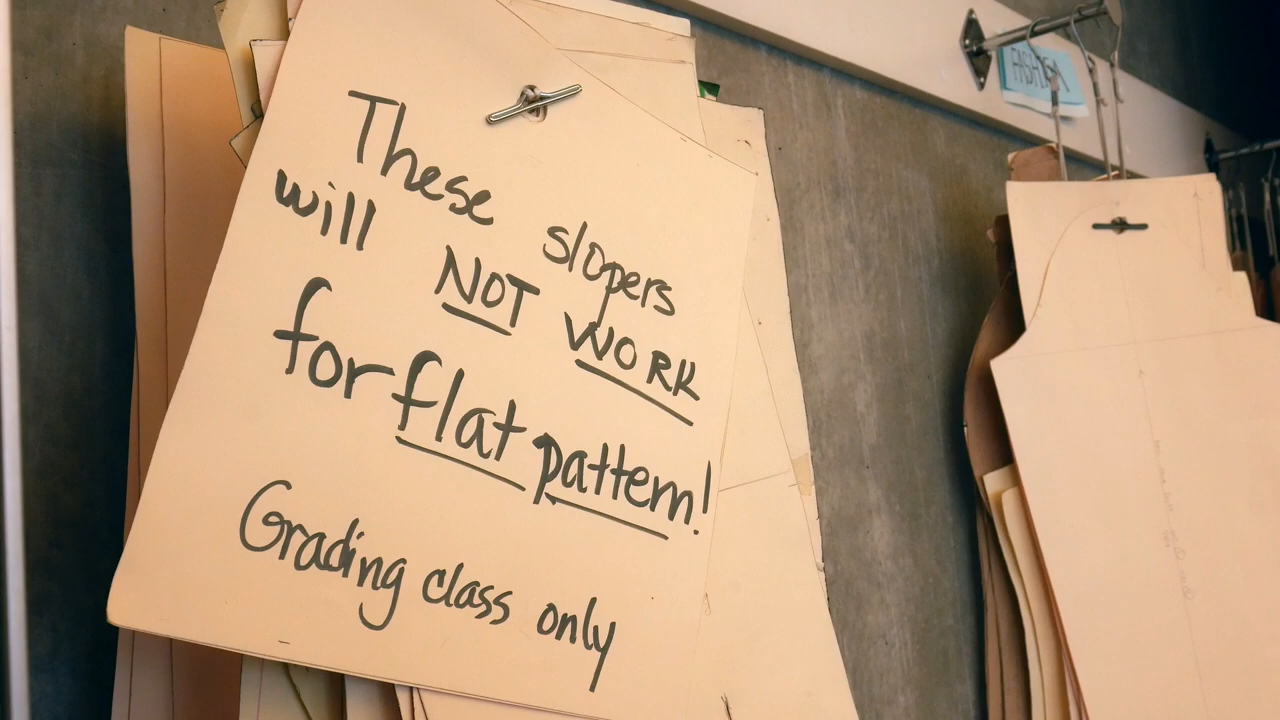 These slopers
will NOT WORK
for flat pattern!
Grading class only